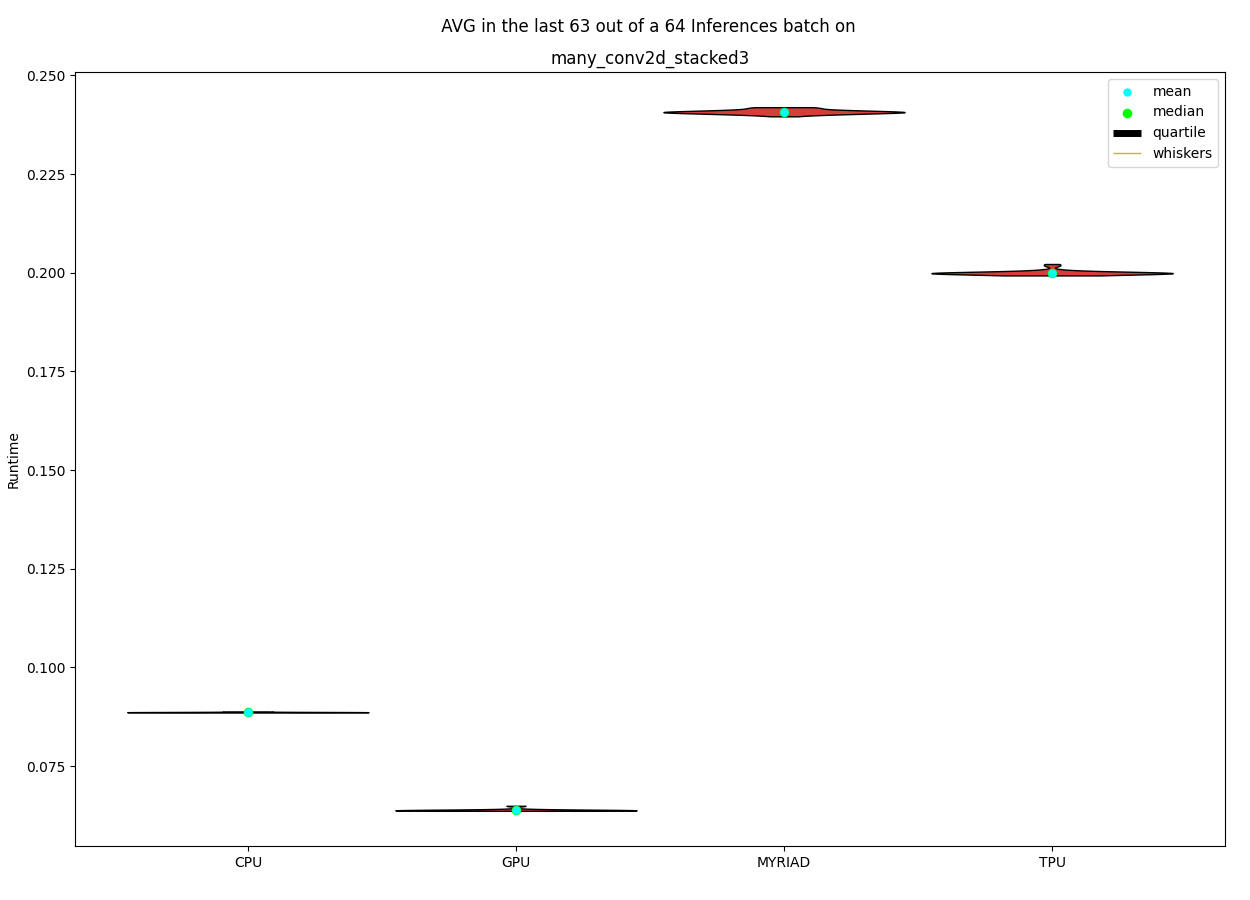 AVG in the last 63 out of a 64 Inferences batch on
many_conv2d_stacked3
0.250
0.225
0.200
0.175
0.150
0.125
0.100
0.075
Runtime
mean
median
quartile
whiskers
CPU
GPU
MYRIAD
TPU